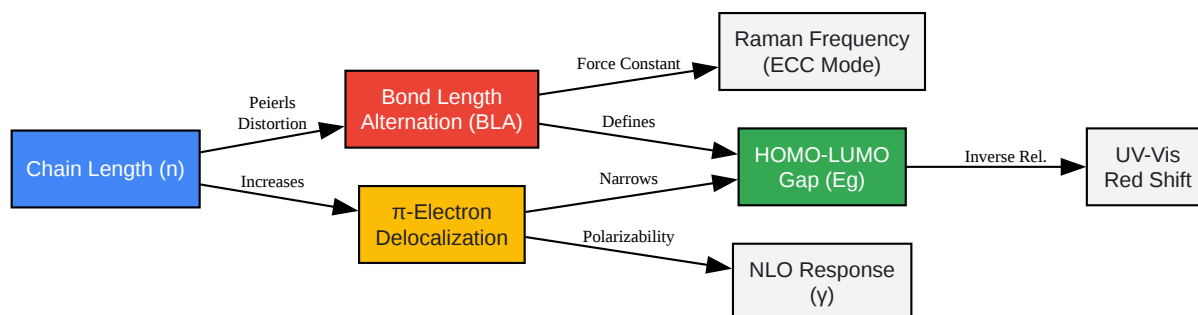 Raman Frequency
(ECC Mode)
Force Constant
Bond Length
Alternation (BLA)
Peierls
Distortion
Defines
Chain Length (n)
HOMO-LUMO
Gap (Eg)
Inverse Rel.
UV-Vis
Red Shift
Increases
Narrows
π-Electron
Delocalization
Polarizability
NLO Response
(γ)